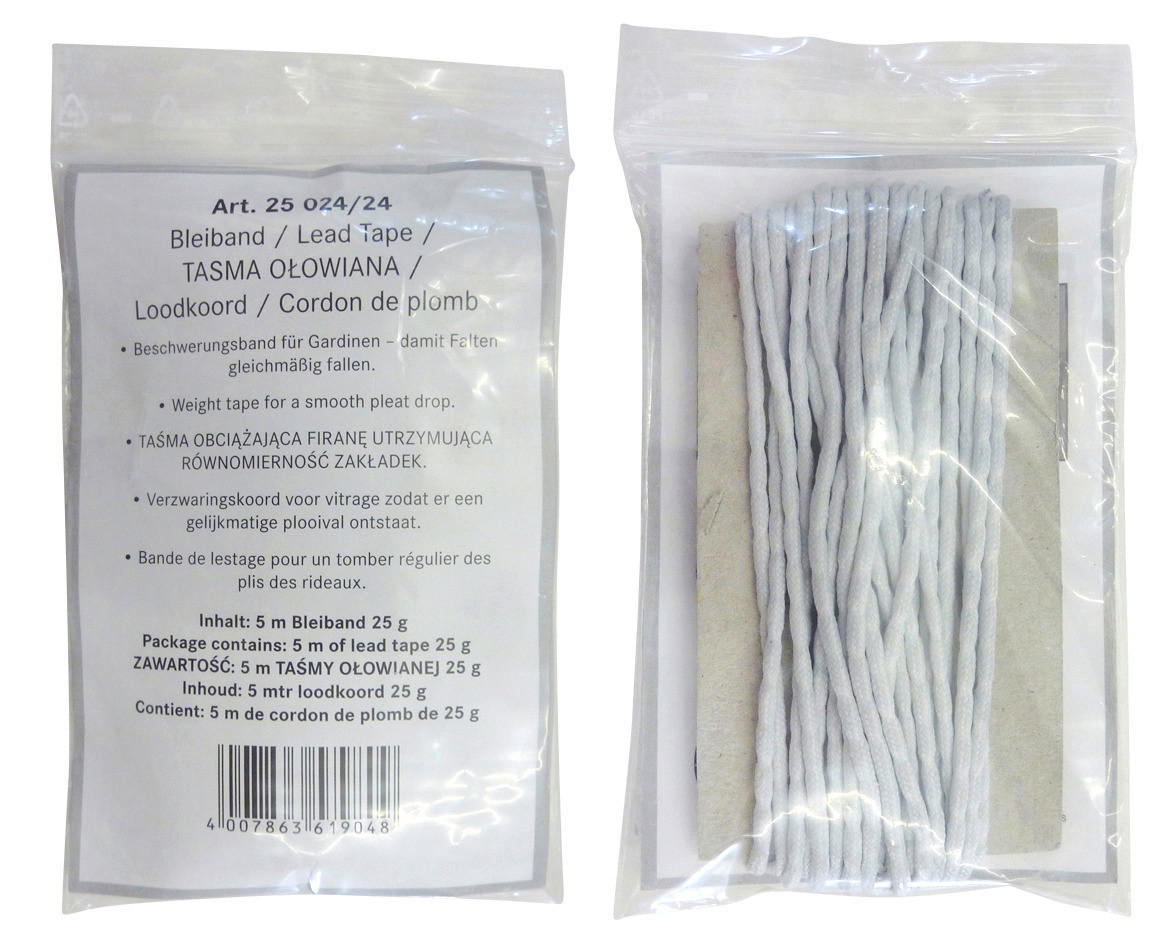 Art. 25 024/24
Bleiband / Lead Tape /
TASMA OŁOWIANA /
Loodkoord / Cordon de plomb
• Beschwerungsband für Gardinen – damit Falten
gleichmäßig fallen.
• Weight tape for a smooth pleat drop.
• TAŚMA OBCIĄŻAJĄCA FIRANĘ UTRZYMUJĄCA
RÓWNOMIERNOŚĆ ZAKŁADEK.
• Verzwaringskoord voor vitrage zodat er een
gelijkmatige plooival ontstaat.
• Bande de lestage pour un tomber régulier des
plis des rideaux.
Inhalt: 5 m Bleiband 25 g
Package contains: 5 m of lead tape 25 g
ZAWARTOŚĆ: 5 m TAŚMY OŁOWIANEJ 25 g
Inhoud: 5 mtr loodkoord 25 g
Contient: 5 m de cordon de plomb de 25 g
4 007863 619048